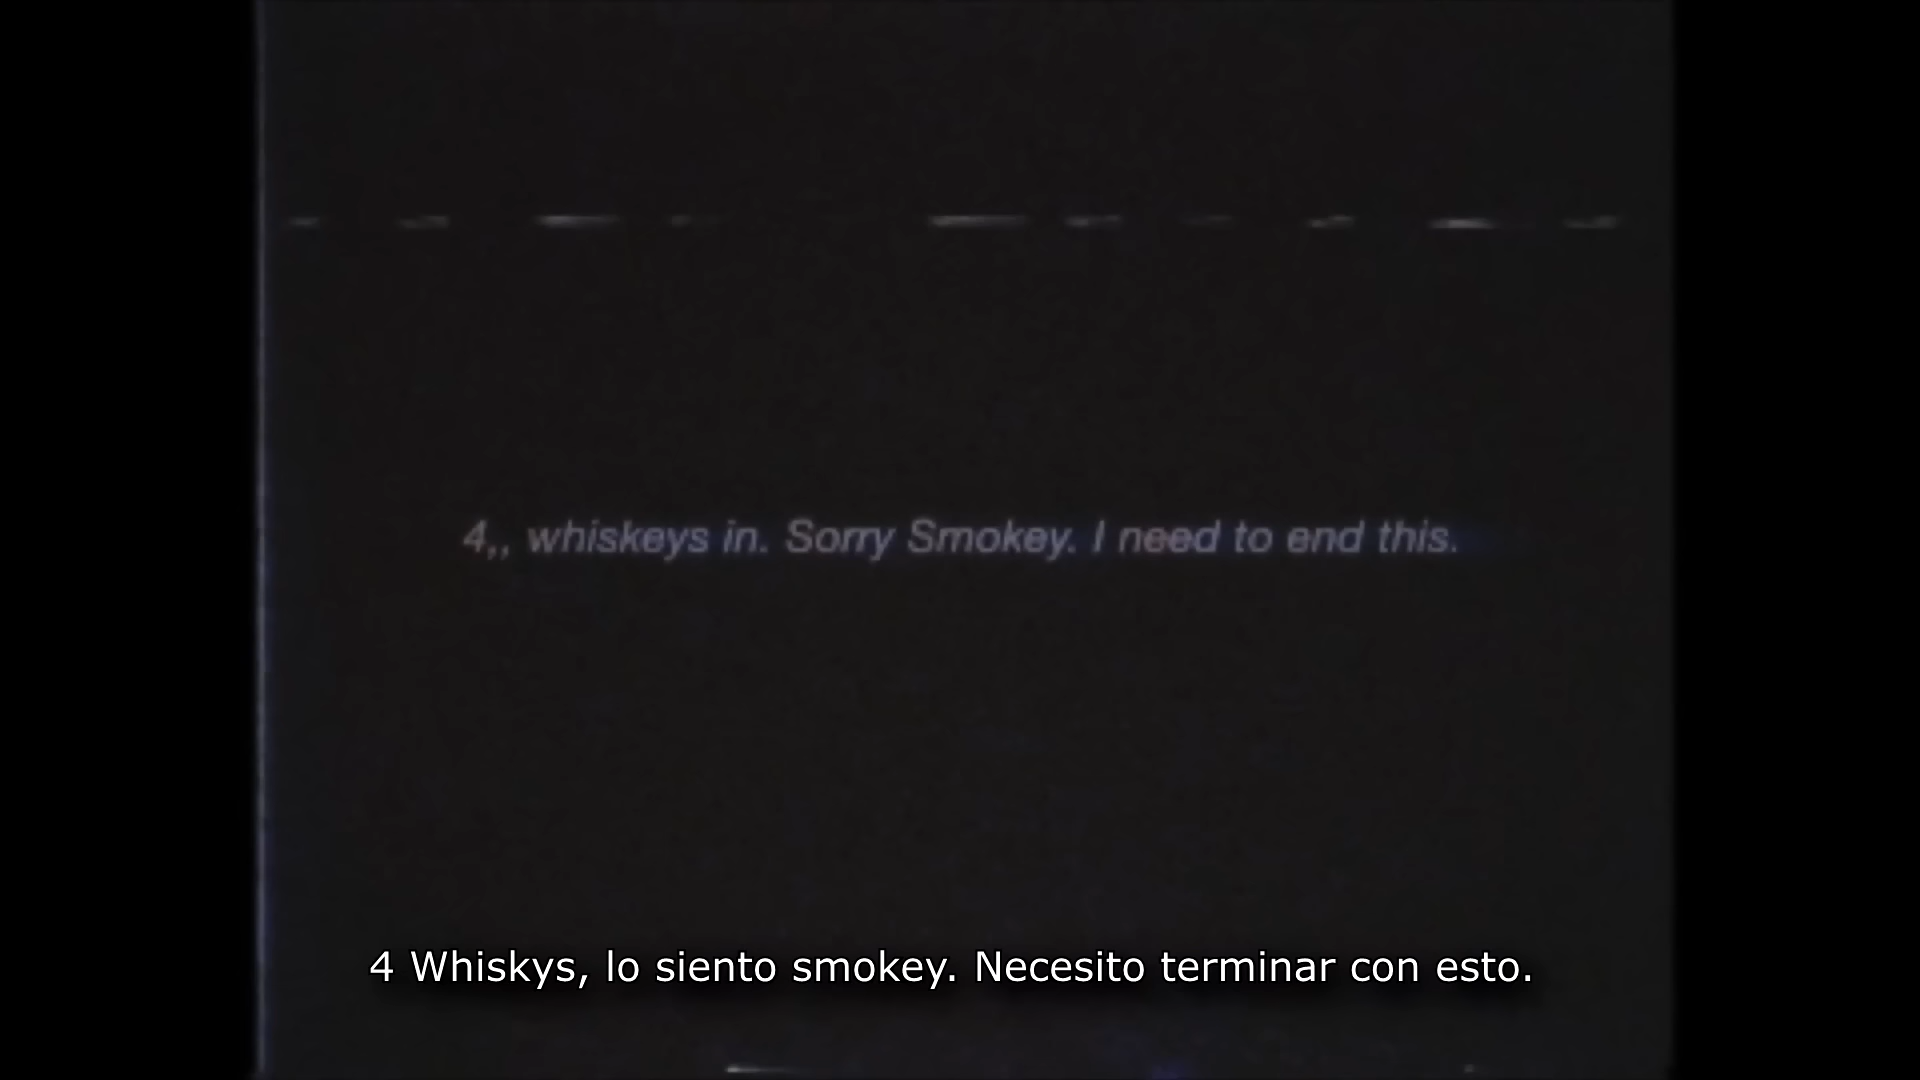 4,, whiskeys in. Sorry Smokey. I need to end this.
4 Whiskys, lo siento smokey. Necesito terminar con esto.